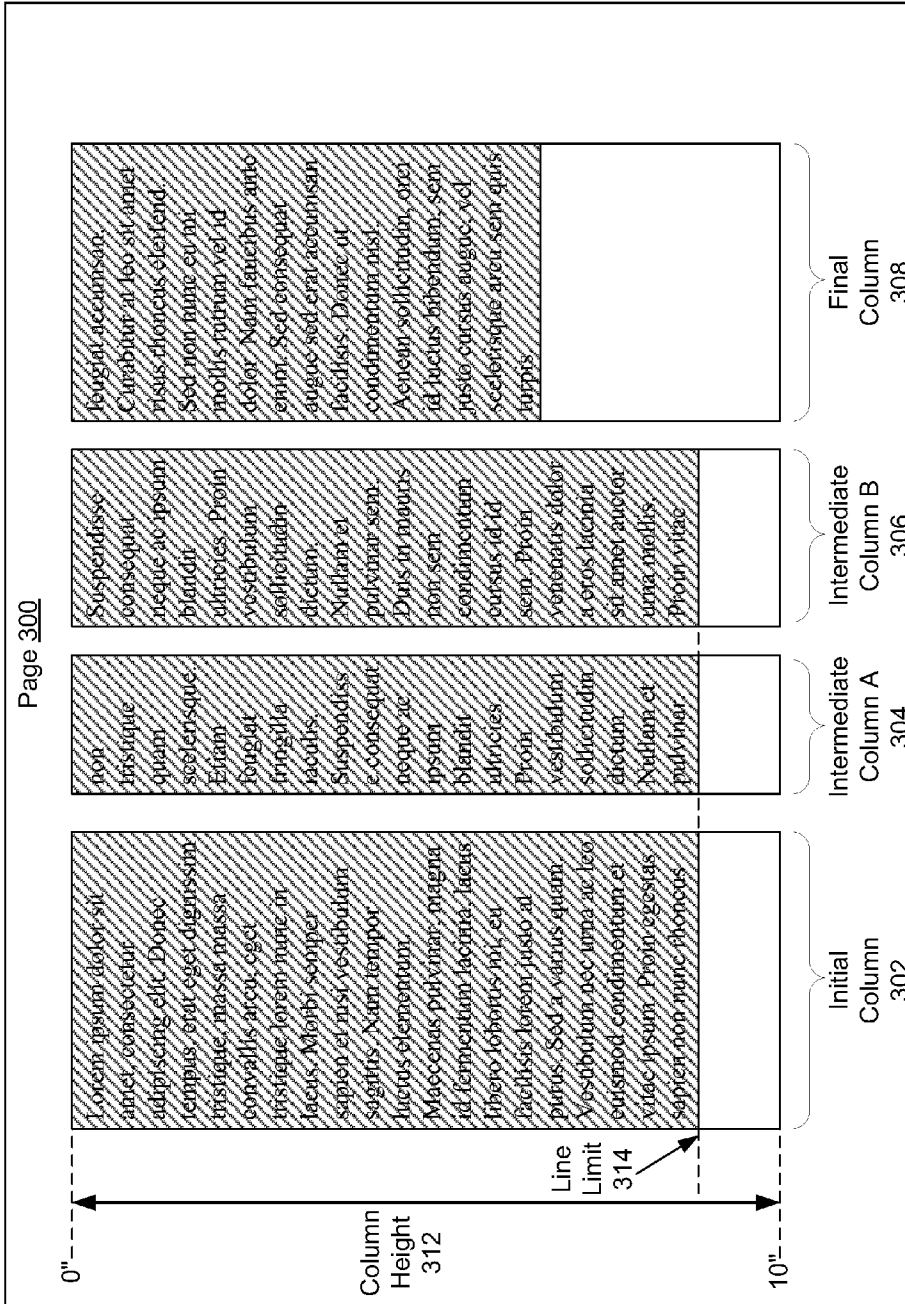 Page 300
0"
Column
Height
312
10"
Line
Limit
314
Lorem ipsum dolor sit
amet, consectetur
adipiscing elit. Donec
tempus, erat eget dignissim
tristique, massa massa
convallis arcu, eget
tristique lorem nunc in
lacus. Morbi semper
sapien et nisi vestibulum
sagittis. Nam tempor
luctus elementum.
Maecenas pulvinar magna
id fermentum lacinia, lacus
libero lobortis mi, eu
facilisis lorem justo at
purus. Sed a varius quam.
Vestibulum nec urna ac leo
euismod condimentum et
vitae ipsum. Proin egestas
sapien non nunc rhoncus
non
tristique
quam
scelerisque.
Etiam
feugiat
fringilla
iaculis.
Suspendiss
e consequat
neque ac
ipsum
blandit
ultricies.
Proin
vestibulum
sollicitudin
dictum.
Nullam et
pulvinar.
Suspendisse
consequat
neque ac ipsum
blandit
ultricies. Proin
vestibulum
sollicitudin
dictum.
Nullam et
pulvinar sem.
Duis in mauris
non sem
condimentum
cursus id id
sem. Proin
venenatis dolor
a eros lacinia
sit amet auctor
urna mollis.
Proin vitae
feugiat accumsan.
Curabitur at leo sit amet
risus rhoncus eleifend.
Sed non nunc eu mi
mollis rutrum vel id
dolor. Nam faucibus ante
enim. Sed consequat
augue sed erat accumsan
facilisis. Donec ut
condimentum nisl.
Aenean sollicitudin, orci
id luctus bibendum, sem
justo cursus augue, vel
scelerisque arcu sem quis
turpis
Initial
Column
302
Intermediate
Column A
304
Intermediate
Column B
306
Final
Column
308